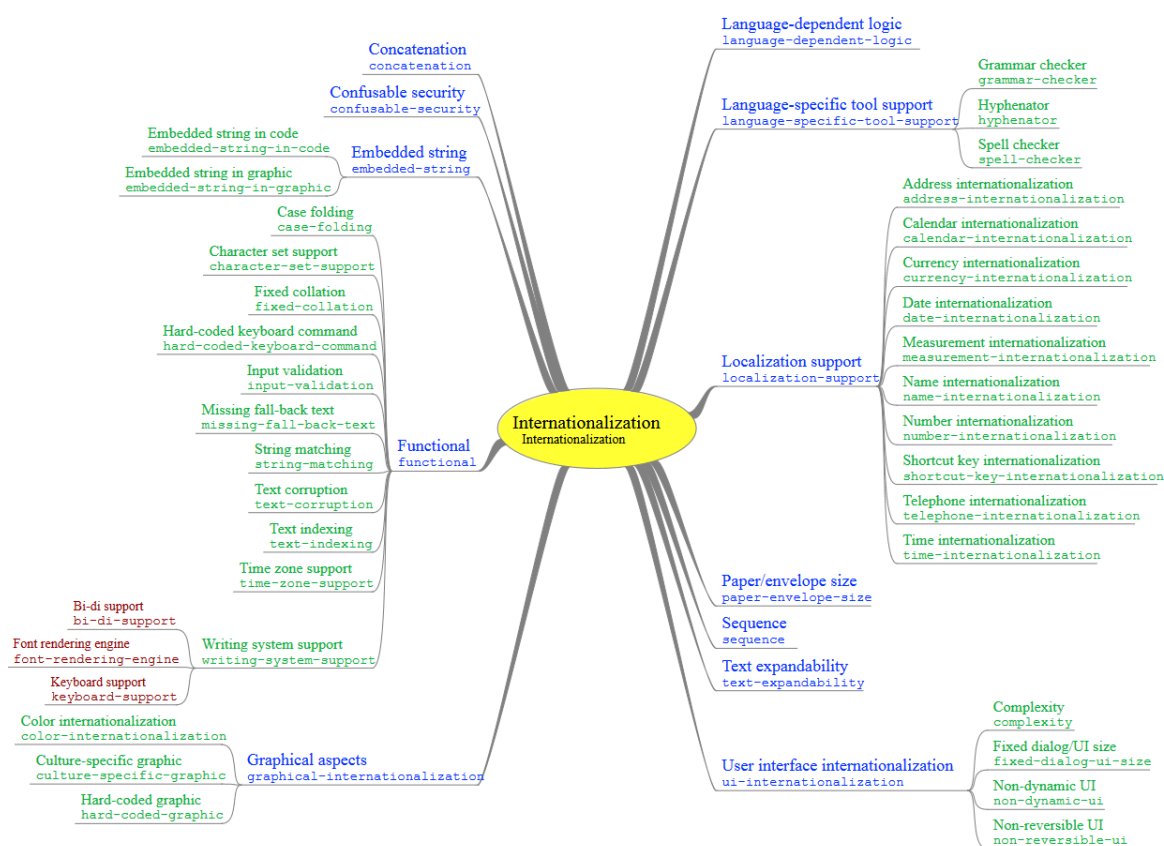 Internationalization
Internationalization
Concatenation
concatenation
Confusable security
confusable-security
Embedded string
embedded-string
Embedded string in code
embedded-string-in-code
Embedded string in graphic
embedded-string-in-graphic
Functional
functional
Case folding
case-folding
Character set support
character-set-support
Fixed collation
fixed-collation
Hard-coded keyboard command
hard-coded-keyboard-command
Input validation
input-validation
Missing fall-back text
missing-fall-back-text
String matching
string-matching
Text corruption
text-corruption
Text indexing
text-indexing
Time zone support
time-zone-support
Writing system support
writing-system-support
Bi-di support
bi-di-support
Font rendering engine
font-rendering-engine
Keyboard support
keyboard-support
Graphical aspects
graphical-internationalization
Color internationalization
color-internationalization
Culture-specific graphic
culture-specific-graphic
Hard-coded graphic
hard-coded-graphic
Language-dependent logic
language-dependent-logic
Language-specific tool support
language-specific-tool-support
Grammar checker
grammar-checker
Hyphenator
hyphenator
Spell checker
spell-checker
Localization support
localization-support
Address internationalization
address-internationalization
Calendar internationalization
calendar-internationalization
Currency internationalization
currency-internationalization
Date internationalization
date-internationalization
Measurement internationalization
measurement-internationalization
Name internationalization
name-internationalization
Number internationalization
number-internationalization
Shortcut key internationalization
shortcut-key-internationalization
Telephone internationalization
telephone-internationalization
Time internationalization
time-internationalization
Paper/envelope size
paper-envelope-size
Sequence
sequence
Text expandability
text-expandability
User interface internationalization
ui-internationalization
Complexity
complexity
Fixed dialog/UI size
fixed-dialog-ui-size
Non-dynamic UI
non-dynamic-ui
Non-reversible UI
non-reversible-ui